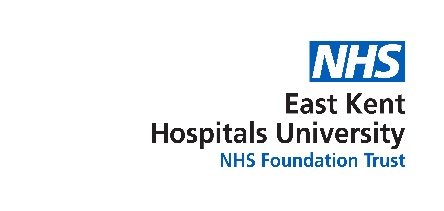 NHS
East Kent
Hospitals University
NHS Foundation Trust